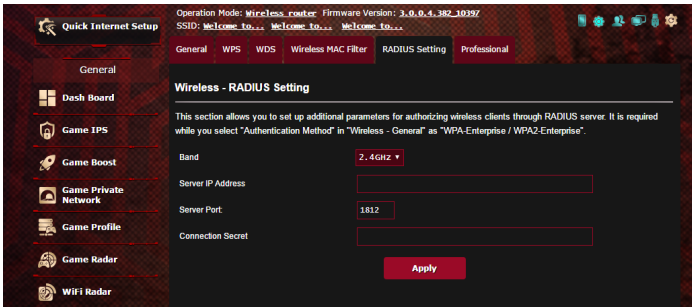 Quick Internet Setup
Operation Mode: Wireless router Firmware Version: 3.0.0.4.382_10397
SSID: Welcome to... Welcome to... Welcome to...
General WPS WDS Wireless MAC Filter RADIUS Setting Professional
General
Dash Board
Game IPS
Game Boost
Game Private
Network
Game Profile
Game Radar
WiFi Radar
Wireless - RADIUS Setting
This section allows you to set up additional parameters for authorizing wireless clients through RADIUS server. It is required
while you select "Authentication Method" in "Wireless - General" as "WPA-Enterprise / WPA2-Enterprise".
Band 2.4GHz
Server IP Address
Server Port: 1812
Connection Secret
Apply